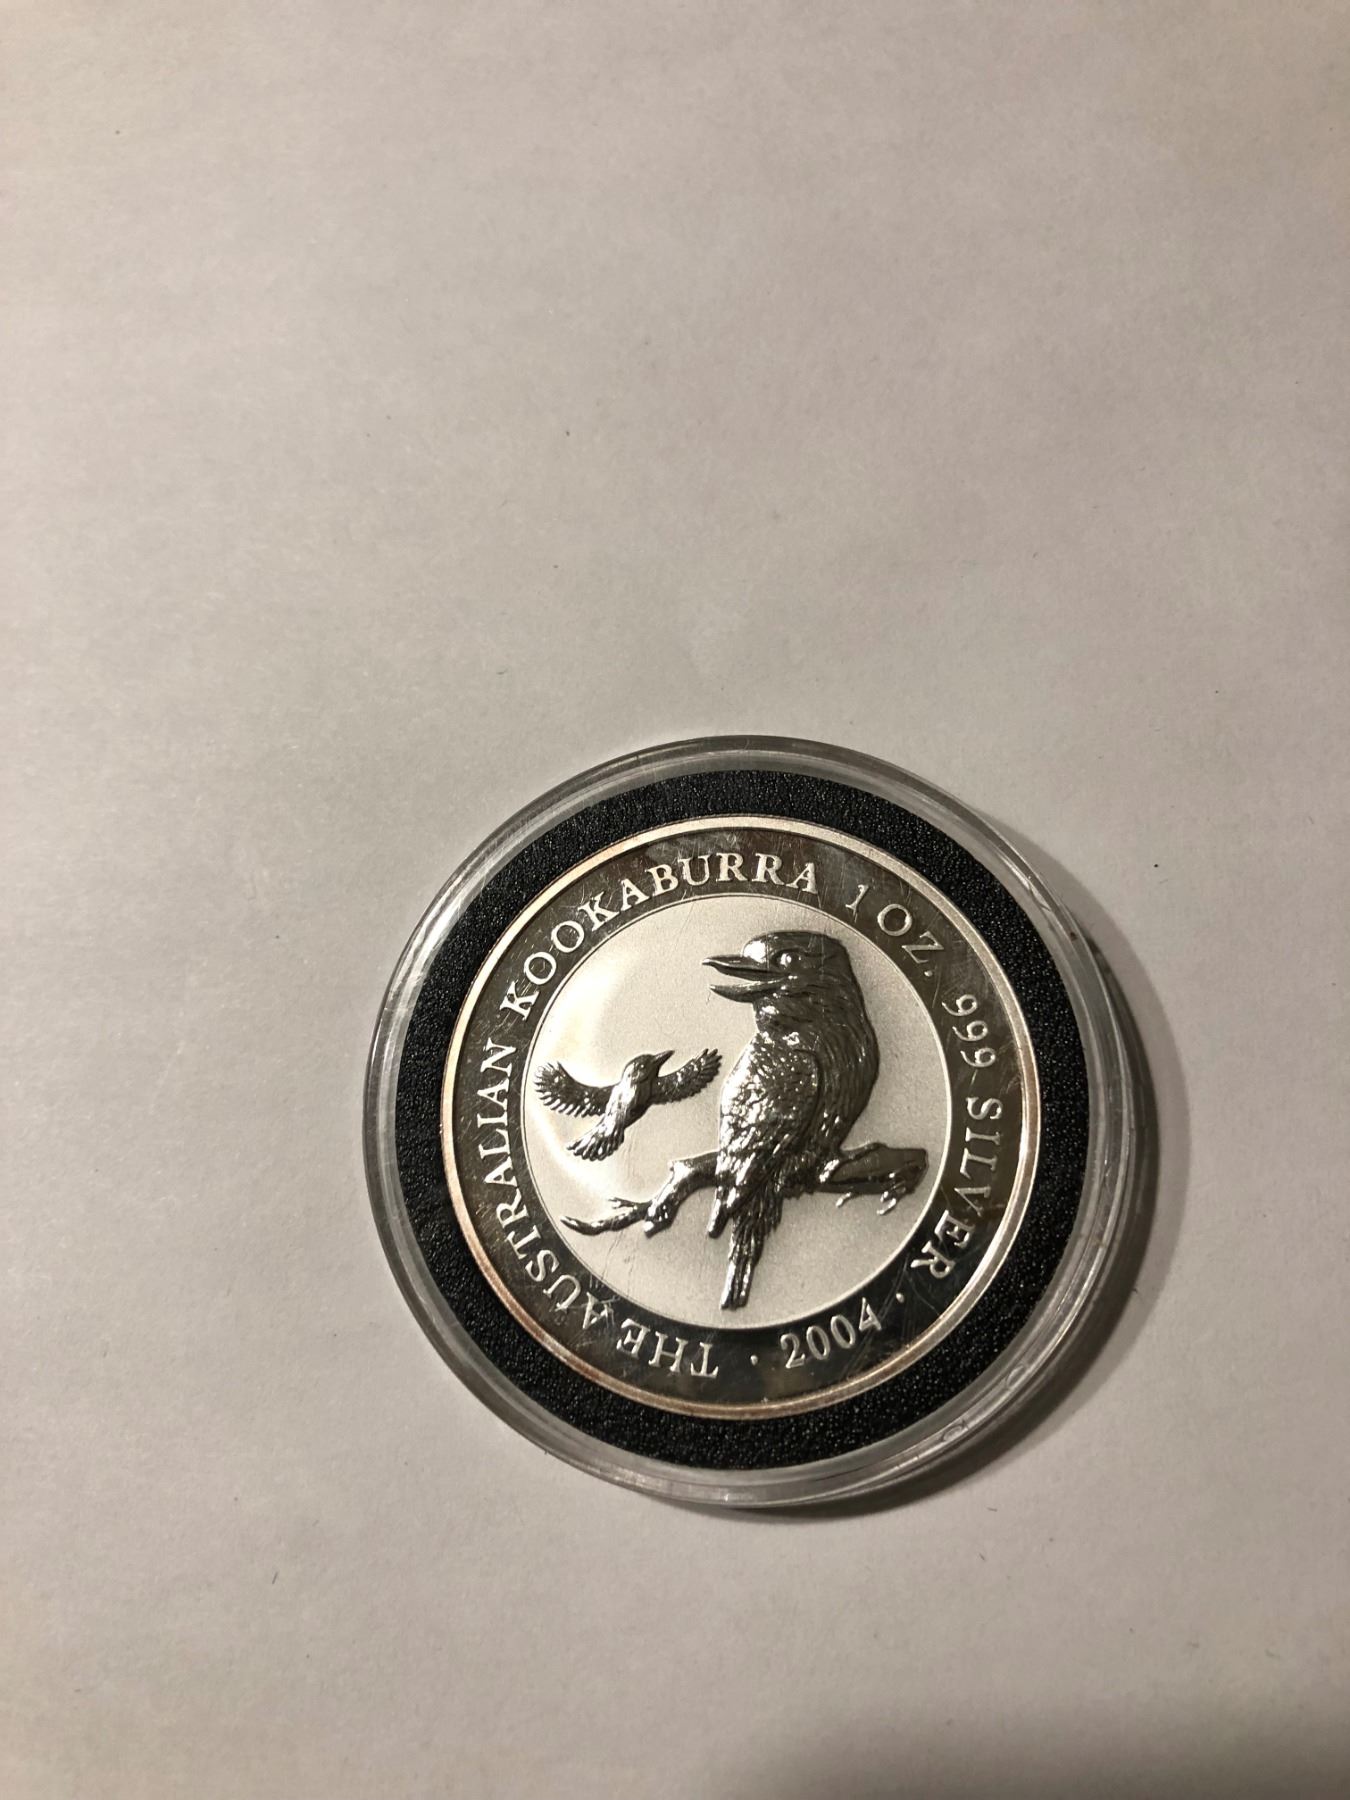 THE AUSTRALIAN KOOKABURRA 1 OZ. 999 SILVER · 2004 ·